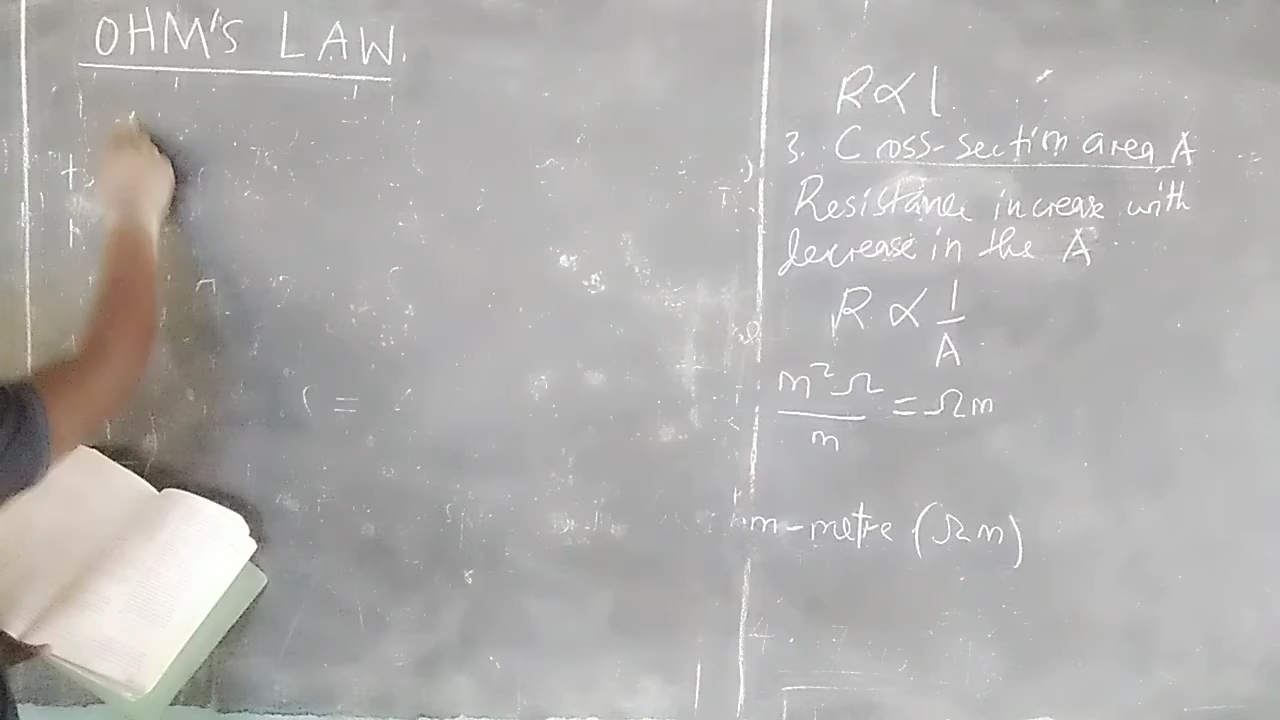 OHM'S LAW.
R ∝ l
3. Cross-section area A
Resistance increase with
decrease in the A
R ∝ 1/A
m²Ω/m = Ωm
m-metre (Ωm)